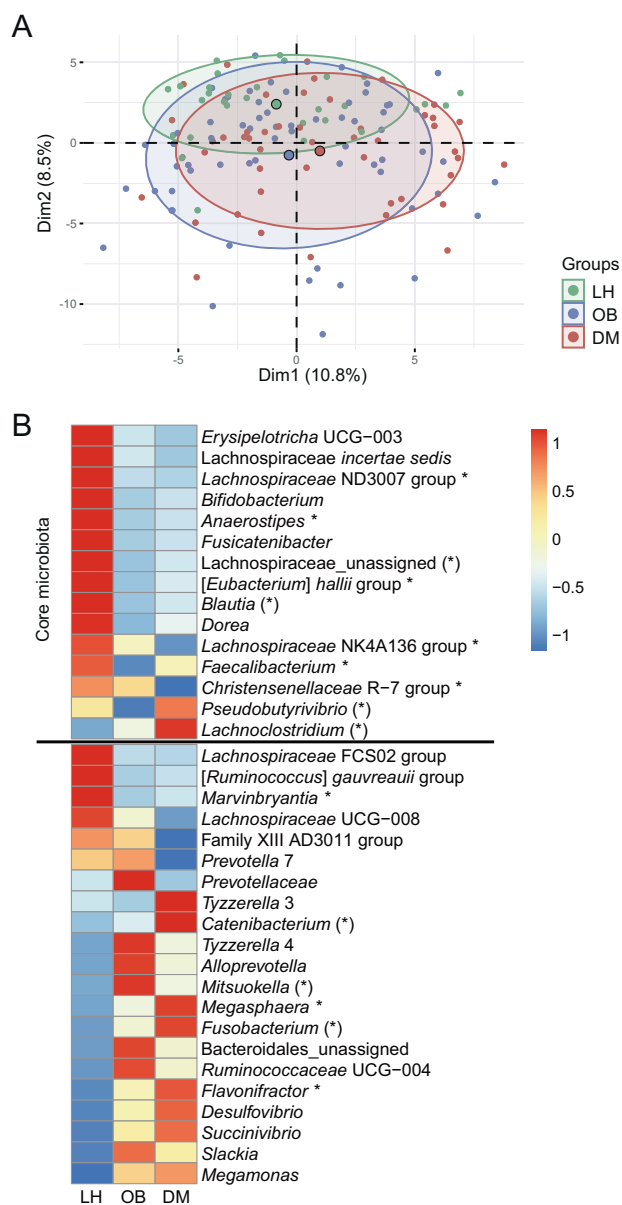 A
5
0
-5
-10
Dim2 (8.5%)
-5
0
5
Dim1 (10.8%)
Groups
LH
OB
DM
B
Core microbiota
Erysipelotricha UCG−003
Lachnospiraceae incertae sedis
Lachnospiraceae ND3007 group *
Bifidobacterium
Anaerostipes *
Fusicatenibacter
Lachnospiraceae_unassigned (*)
[Eubacterium] hallii group *
Blautia (*)
Dorea
Lachnospiraceae NK4A136 group *
Faecalibacterium *
Christensenellaceae R−7 group *
Pseudobutyrivibrio (*)
Lachnoclostridium (*)
Lachnospiraceae FCS02 group
[Ruminococcus] gauvreauii group
Marvinbryantia *
Lachnospiraceae UCG−008
Family XIII AD3011 group
Prevotella 7
Prevotellaceae
Tyzzerella 3
Catenibacterium (*)
Tyzzerella 4
Alloprevotella
Mitsuokella (*)
Megasphaera *
Fusobacterium (*)
Bacteroidales_unassigned
Ruminococcaceae UCG−004
Flavonifractor *
Desulfovibrio
Succinivibrio
Slackia
Megamonas
LH OB DM
1
0.5
0
−0.5
−1